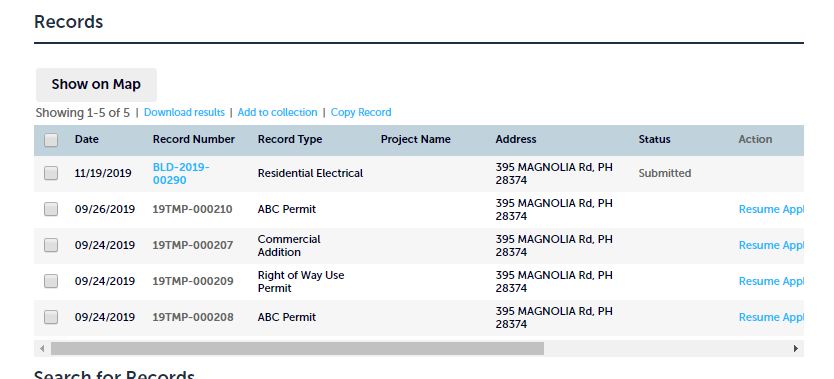 Records
Show on Map
Showing 1-5 of 5 | Download results | Add to collection | Copy Record
Date Record Number Record Type Project Name Address Status Action
11/19/2019 BLD-2019-00290 Residential Electrical 395 MAGNOLIA Rd, PH 28374 Submitted
09/26/2019 19TMP-000210 ABC Permit 395 MAGNOLIA Rd, PH 28374 Resume Appl
09/24/2019 19TMP-000207 Commercial Addition 395 MAGNOLIA Rd, PH 28374 Resume Appl
09/24/2019 19TMP-000209 Right of Way Use Permit 395 MAGNOLIA Rd, PH 28374 Resume Appl
09/24/2019 19TMP-000208 ABC Permit 395 MAGNOLIA Rd, PH 28374 Resume Appl
Search for Records